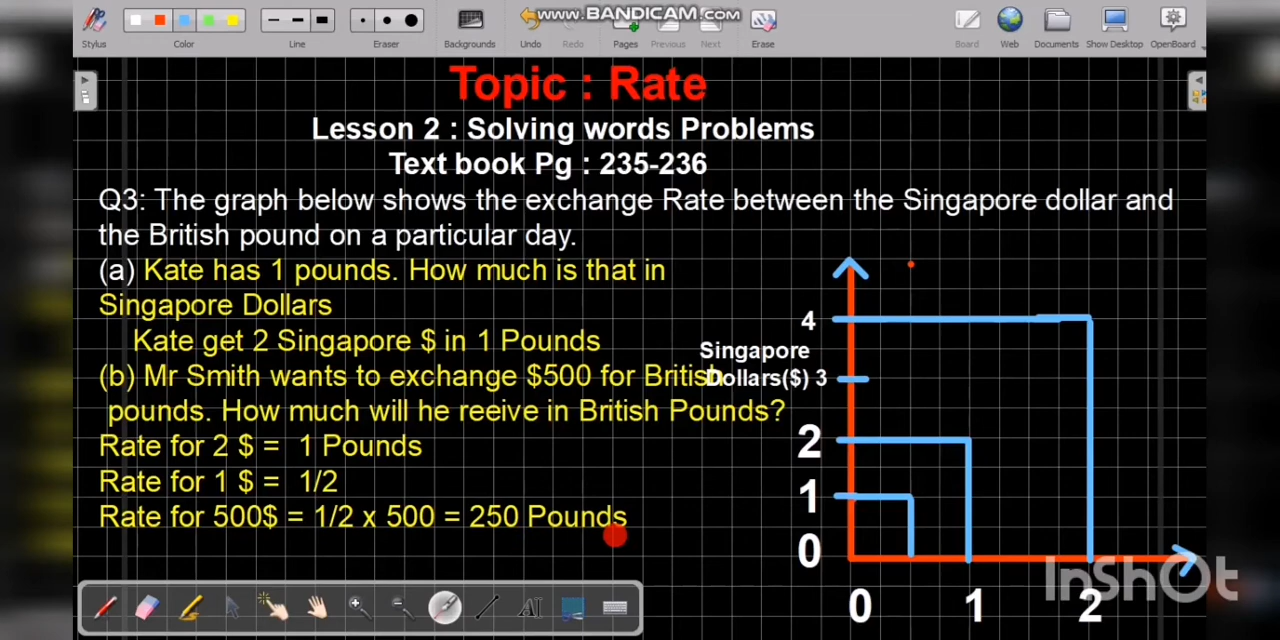 www.BANDICAM.com
Stylus Color Line Eraser Backgrounds Undo Redo Pages Previous Next Erase Board Web Documents Show Desktop OpenBoard
Topic : Rate
Lesson 2 : Solving words Problems
Text book Pg : 235-236
Q3: The graph below shows the exchange Rate between the Singapore dollar and
the British pound on a particular day.
(a) Kate has 1 pounds. How much is that in
Singapore Dollars
Kate get 2 Singapore $ in 1 Pounds
(b) Mr Smith wants to exchange $500 for British
pounds. How much will he reeive in British Pounds?
Rate for 2 $ = 1 Pounds
Rate for 1 $ = 1/2
Rate for 500$ = 1/2 x 500 = 250 Pounds
4
Singapore
Dollars($) 3
2
1
0
0 1 2
InShOt
AI